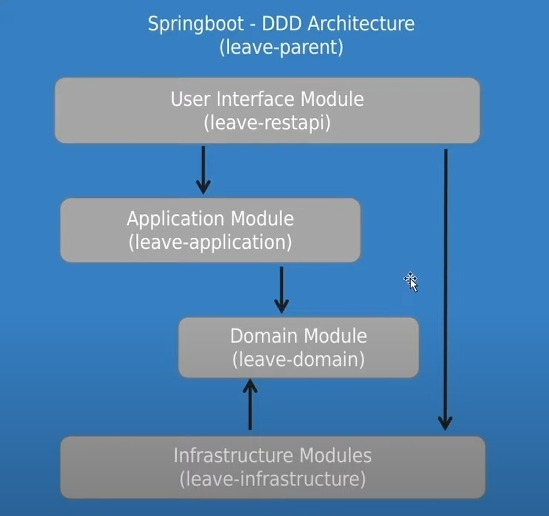 Springboot - DDD Architecture
(leave-parent)
User Interface Module
(leave-restapi)
Application Module
(leave-application)
Domain Module
(leave-domain)
Infrastructure Modules
(leave-infrastructure)